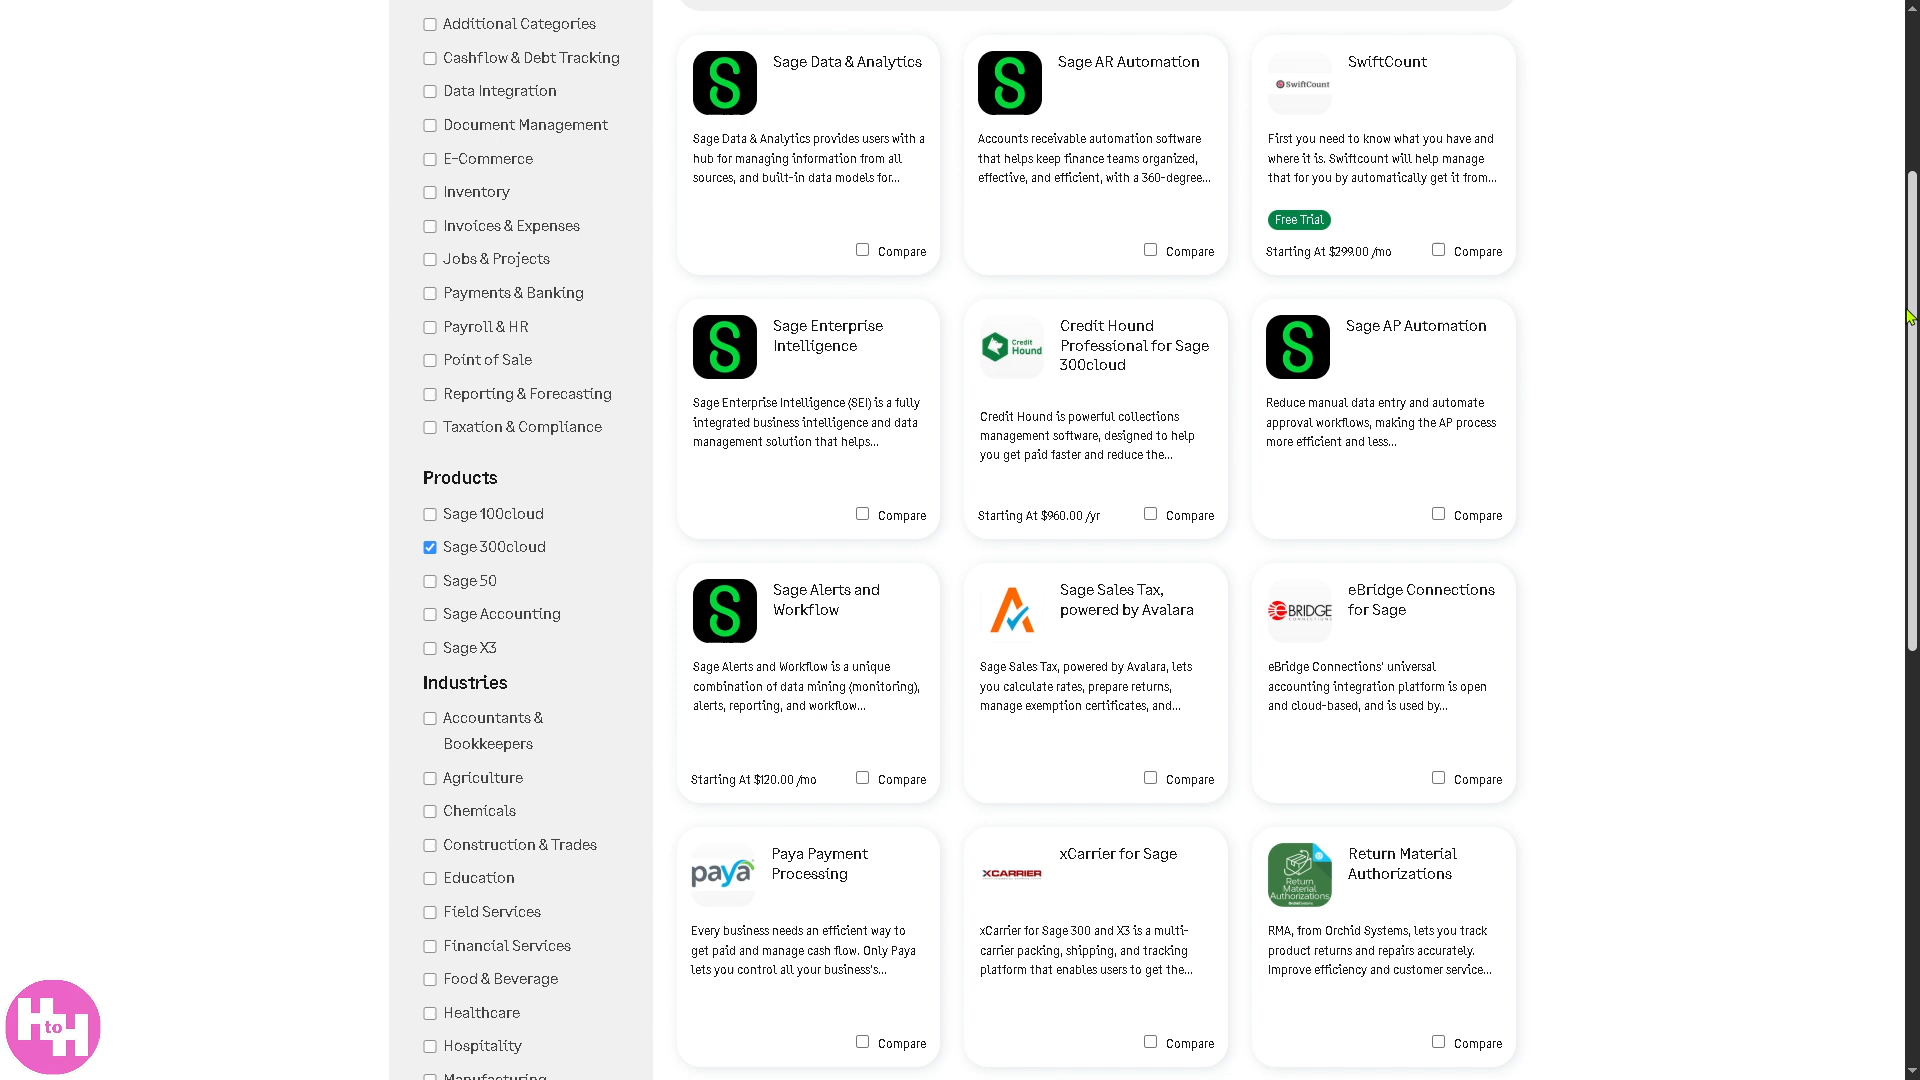 Additional Categories
Cashflow & Debt Tracking
Data Integration
Document Management
E-Commerce
Inventory
Invoices & Expenses
Jobs & Projects
Payments & Banking
Payroll & HR
Point of Sale
Reporting & Forecasting
Taxation & Compliance
Products
Sage 100cloud
Sage 300cloud
Sage 50
Sage Accounting
Sage X3
Industries
Accountants &
Bookkeepers
Agriculture
Chemicals
Construction & Trades
Education
Field Services
Financial Services
Food & Beverage
Healthcare
Hospitality
Manufacturing
Sage Data & Analytics
Sage Data & Analytics provides users with a
hub for managing information from all
sources, and built-in data models for...
Compare
Sage AR Automation
Accounts receivable automation software
that helps keep finance teams organized,
effective, and efficient, with a 360-degree...
Compare
SwiftCount
SwiftCount
First you need to know what you have and
where it is. Swiftcount will help manage
that for you by automatically get it from...
Free Trial
Starting At $299.00 /mo
Compare
Sage Enterprise
Intelligence
Sage Enterprise Intelligence (SEI) is a fully
integrated business intelligence and data
management solution that helps...
Compare
Credit
Hound
Credit Hound
Professional for Sage
300cloud
Credit Hound is powerful collections
management software, designed to help
you get paid faster and reduce the...
Starting At $960.00 /yr
Compare
Sage AP Automation
Reduce manual data entry and automate
approval workflows, making the AP process
more efficient and less...
Compare
Sage Alerts and
Workflow
Sage Alerts and Workflow is a unique
combination of data mining (monitoring),
alerts, reporting, and workflow...
Starting At $120.00 /mo
Compare
Sage Sales Tax,
powered by Avalara
Sage Sales Tax, powered by Avalara, lets
you calculate rates, prepare returns,
manage exemption certificates, and...
Compare
eBRIDGE
CONNECTIONS
eBridge Connections
for Sage
eBridge Connections' universal
accounting integration platform is open
and cloud-based, and is used by...
Compare
paya
Paya Payment
Processing
Every business needs an efficient way to
get paid and manage cash flow. Only Paya
lets you control all your business's...
Compare
XCARRIER
xCarrier for Sage
xCarrier for Sage 300 and X3 is a multi-
carrier packing, shipping, and tracking
platform that enables users to get the...
Compare
Return
Material
Authorizations
Return Material
Authorizations
RMA, from Orchid Systems, lets you track
product returns and repairs accurately.
Improve efficiency and customer service...
Compare
H to H